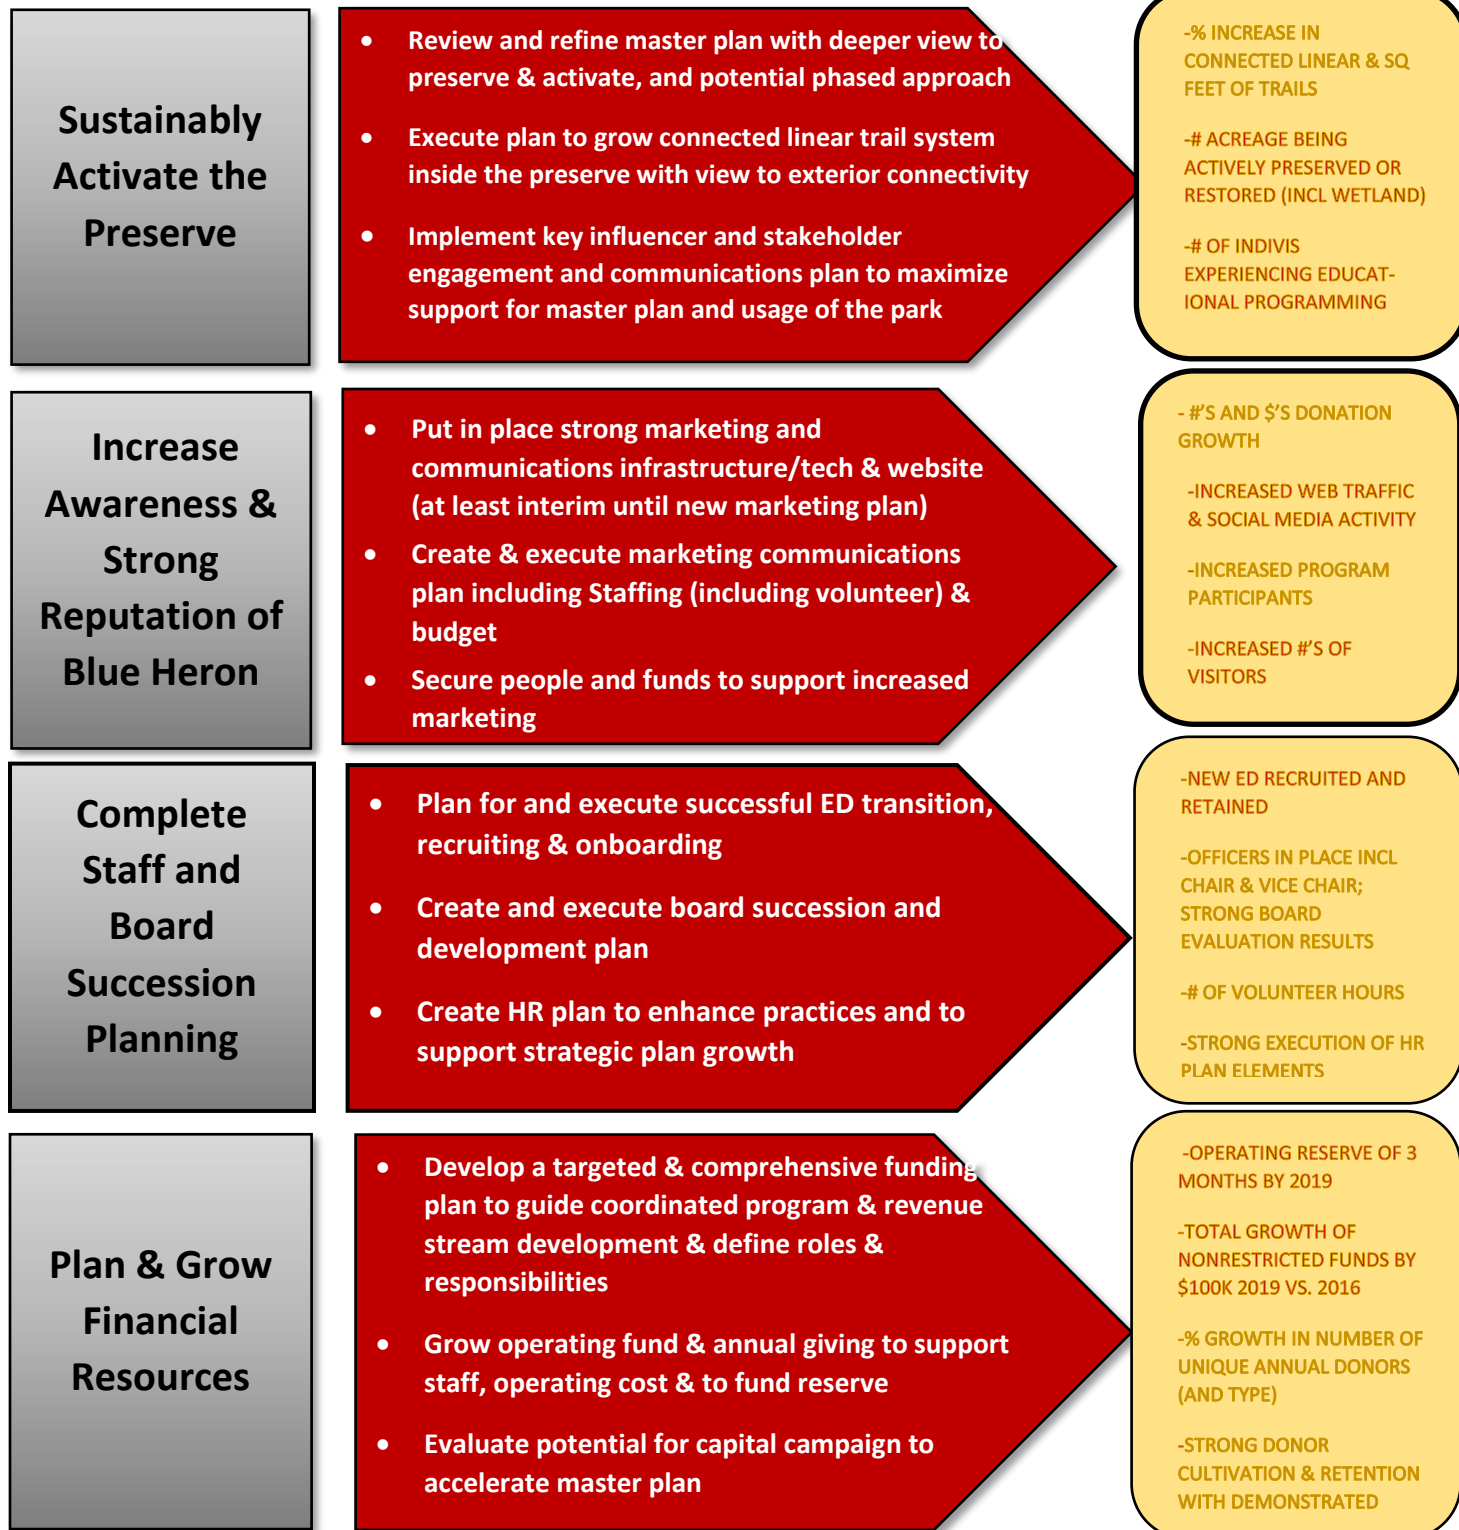 Sustainably
Activate the
Preserve
• Review and refine master plan with deeper view to
preserve & activate, and potential phased approach
• Execute plan to grow connected linear trail system
inside the preserve with view to exterior connectivity
• Implement key influencer and stakeholder
engagement and communications plan to maximize
support for master plan and usage of the park
-% INCREASE IN
CONNECTED LINEAR & SQ
FEET OF TRAILS
-# ACREAGE BEING
ACTIVELY PRESERVED OR
RESTORED (INCL WETLAND)
-# OF INDIVIS
EXPERIENCING EDUCAT-
IONAL PROGRAMMING
Increase
Awareness &
Strong
Reputation of
Blue Heron
• Put in place strong marketing and
communications infrastructure/tech & website
(at least interim until new marketing plan)
• Create & execute marketing communications
plan including Staffing (including volunteer) &
budget
• Secure people and funds to support increased
marketing
- #'S AND $'S DONATION
GROWTH
-INCREASED WEB TRAFFIC
& SOCIAL MEDIA ACTIVITY
-INCREASED PROGRAM
PARTICIPANTS
-INCREASED #'S OF
VISITORS
Complete
Staff and
Board
Succession
Planning
• Plan for and execute successful ED transition,
recruiting & onboarding
• Create and execute board succession and
development plan
• Create HR plan to enhance practices and to
support strategic plan growth
-NEW ED RECRUITED AND
RETAINED
-OFFICERS IN PLACE INCL
CHAIR & VICE CHAIR;
STRONG BOARD
EVALUATION RESULTS
-# OF VOLUNTEER HOURS
-STRONG EXECUTION OF HR
PLAN ELEMENTS
Plan & Grow
Financial
Resources
• Develop a targeted & comprehensive funding
plan to guide coordinated program & revenue
stream development & define roles &
responsibilities
• Grow operating fund & annual giving to support
staff, operating cost & to fund reserve
• Evaluate potential for capital campaign to
accelerate master plan
-OPERATING RESERVE OF 3
MONTHS BY 2019
-TOTAL GROWTH OF
NONRESTRICTED FUNDS BY
$100K 2019 VS. 2016
-% GROWTH IN NUMBER OF
UNIQUE ANNUAL DONORS
(AND TYPE)
-STRONG DONOR
CULTIVATION & RETENTION
WITH DEMONSTRATED